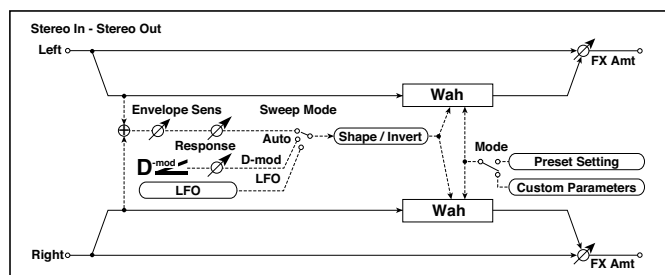 Stereo In - Stereo Out
Left
FX Amt
Wah
Envelope Sens
Sweep Mode
Response
Auto
Shape / Invert
Mode
D-mod
D-mod
Preset Setting
LFO
LFO
Custom Parameters
Wah
Right
FX Amt